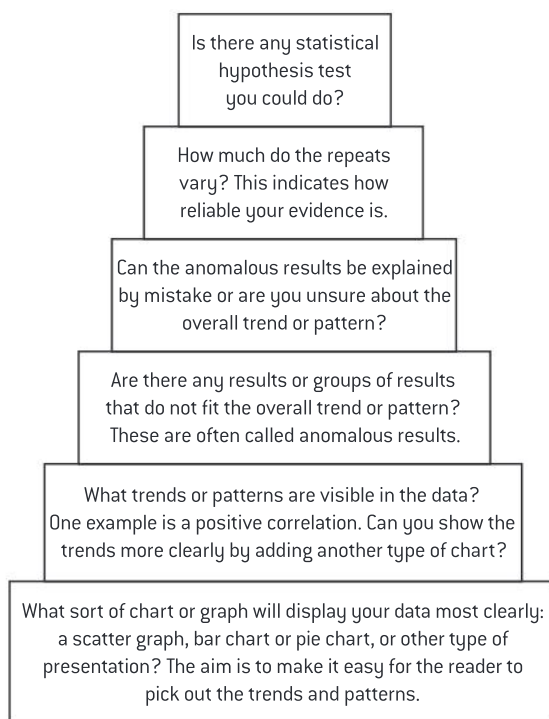 Is there any statistical
hypothesis test
you could do?
How much do the repeats
vary? This indicates how
reliable your evidence is.
Can the anomalous results be explained
by mistake or are you unsure about the
overall trend or pattern?
Are there any results or groups of results
that do not fit the overall trend or pattern?
These are often called anomalous results.
What trends or patterns are visible in the data?
One example is a positive correlation. Can you show the
trends more clearly by adding another type of chart?
What sort of chart or graph will display your data most clearly:
a scatter graph, bar chart or pie chart, or other type of
presentation? The aim is to make it easy for the reader to
pick out the trends and patterns.